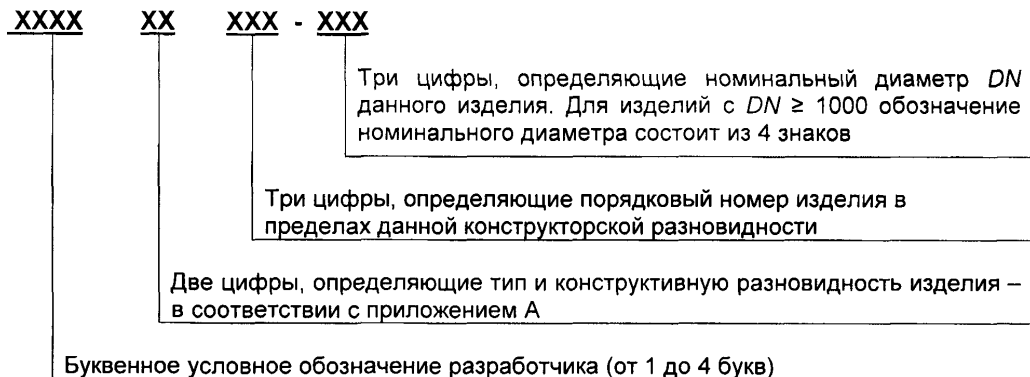 XXXX XX XXX - XXX
Три цифры, определяющие номинальный диаметр DN
данного изделия. Для изделий с DN ≥ 1000 обозначение
номинального диаметра состоит из 4 знаков
Три цифры, определяющие порядковый номер изделия в
пределах данной конструкторской разновидности
Две цифры, определяющие тип и конструктивную разновидность изделия –
в соответствии с приложением А
Буквенное условное обозначение разработчика (от 1 до 4 букв)